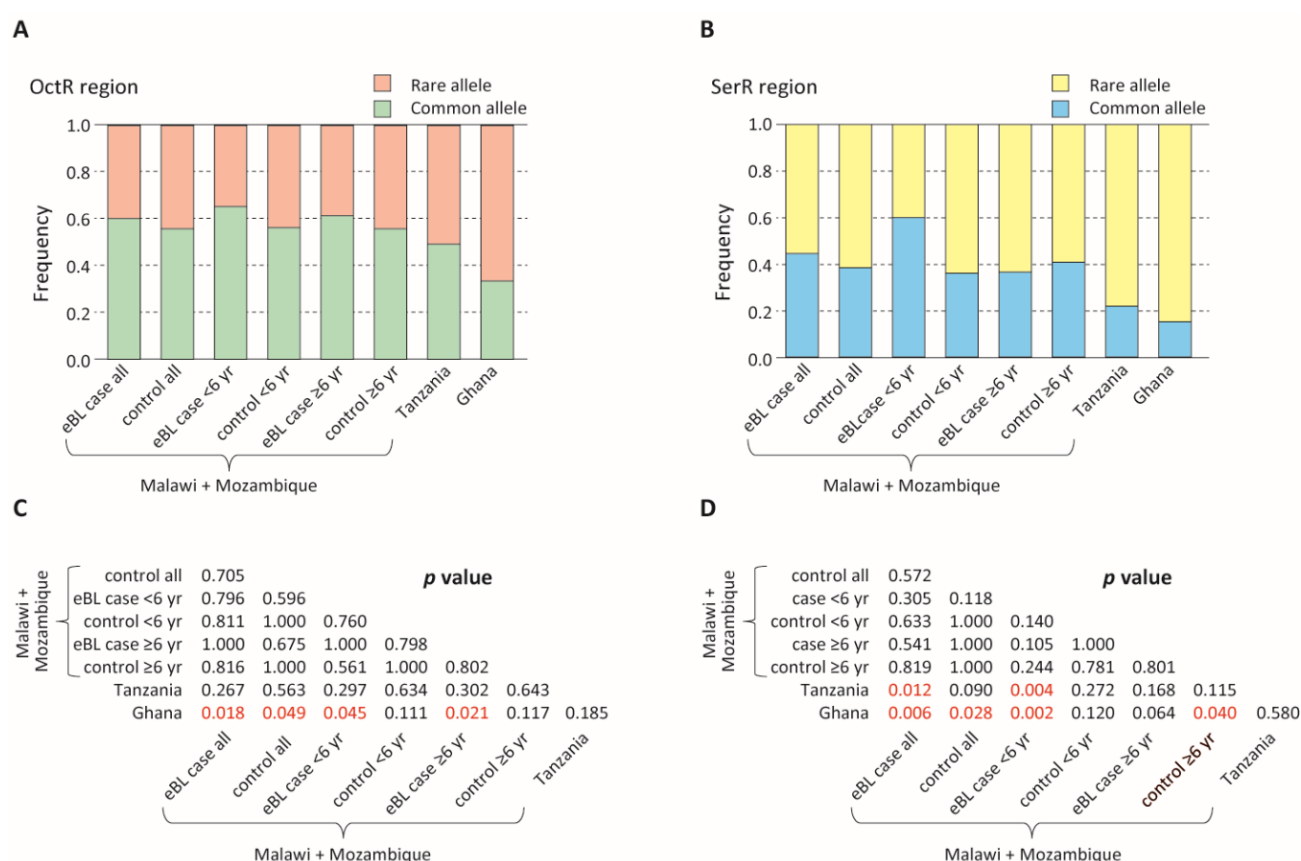 A
OctR region
Rare allele
Common allele
Frequency
1.0
0.8
0.6
0.4
0.2
0.0
eBL case all
control all
eBL case <6 yr
control <6 yr
eBL case ≥6 yr
control ≥6 yr
Tanzania
Ghana
Malawi + Mozambique
B
SerR region
Rare allele
Common allele
Frequency
1.0
0.8
0.6
0.4
0.2
0.0
eBL case all
control all
eBLcase <6 yr
control <6 yr
eBL case ≥6 yr
control ≥6 yr
Tanzania
Ghana
Malawi + Mozambique
C
Malawi +
Mozambique
p value
control all 0.705
eBL case <6 yr 0.796 0.596
control <6 yr 0.811 1.000 0.760
eBL case ≥6 yr 1.000 0.675 1.000 0.798
control ≥6 yr 0.816 1.000 0.561 1.000 0.802
Tanzania 0.267 0.563 0.297 0.634 0.302 0.643
Ghana 0.018 0.049 0.045 0.111 0.021 0.117 0.185
eBL case all
control all
eBL case <6 yr
control <6 yr
eBL case ≥6 yr
control ≥6 yr
Tanzania
Malawi + Mozambique
D
Malawi +
Mozambique
p value
control all 0.572
case <6 yr 0.305 0.118
control <6 yr 0.633 1.000 0.140
case ≥6 yr 0.541 1.000 0.105 1.000
control ≥6 yr 0.819 1.000 0.244 0.781 0.801
Tanzania 0.012 0.090 0.004 0.272 0.168 0.115
Ghana 0.006 0.028 0.002 0.120 0.064 0.040 0.580
eBL case all
control all
eBL case <6 yr
control <6 yr
eBL case ≥6 yr
control ≥6 yr
Tanzania
Malawi + Mozambique